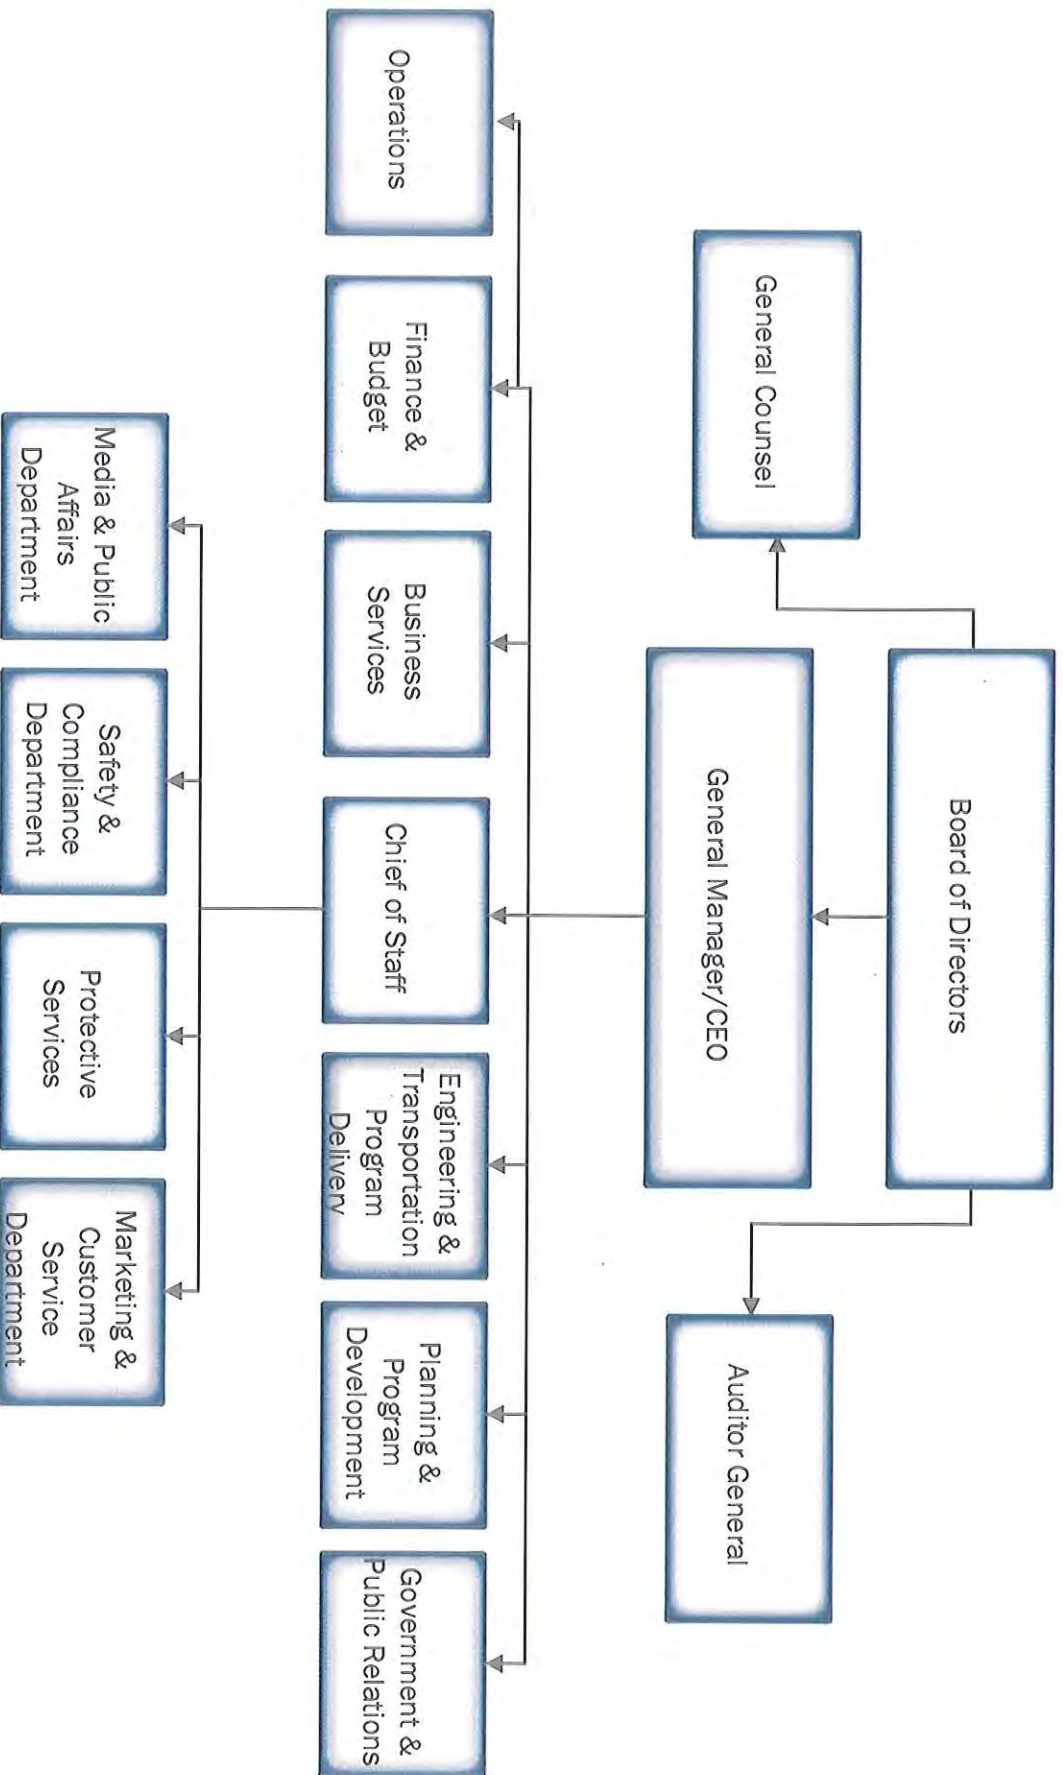 Board of Directors
General Counsel
General Manager/CEO
Auditor General
Operations
Finance &
Budget
Business
Services
Chief of Staff
Engineering &
Transportation
Program
Delivery
Planning &
Program
Development
Government &
Public Relations
Media & Public
Affairs
Department
Safety &
Compliance
Department
Protective
Services
Marketing &
Customer
Service
Department